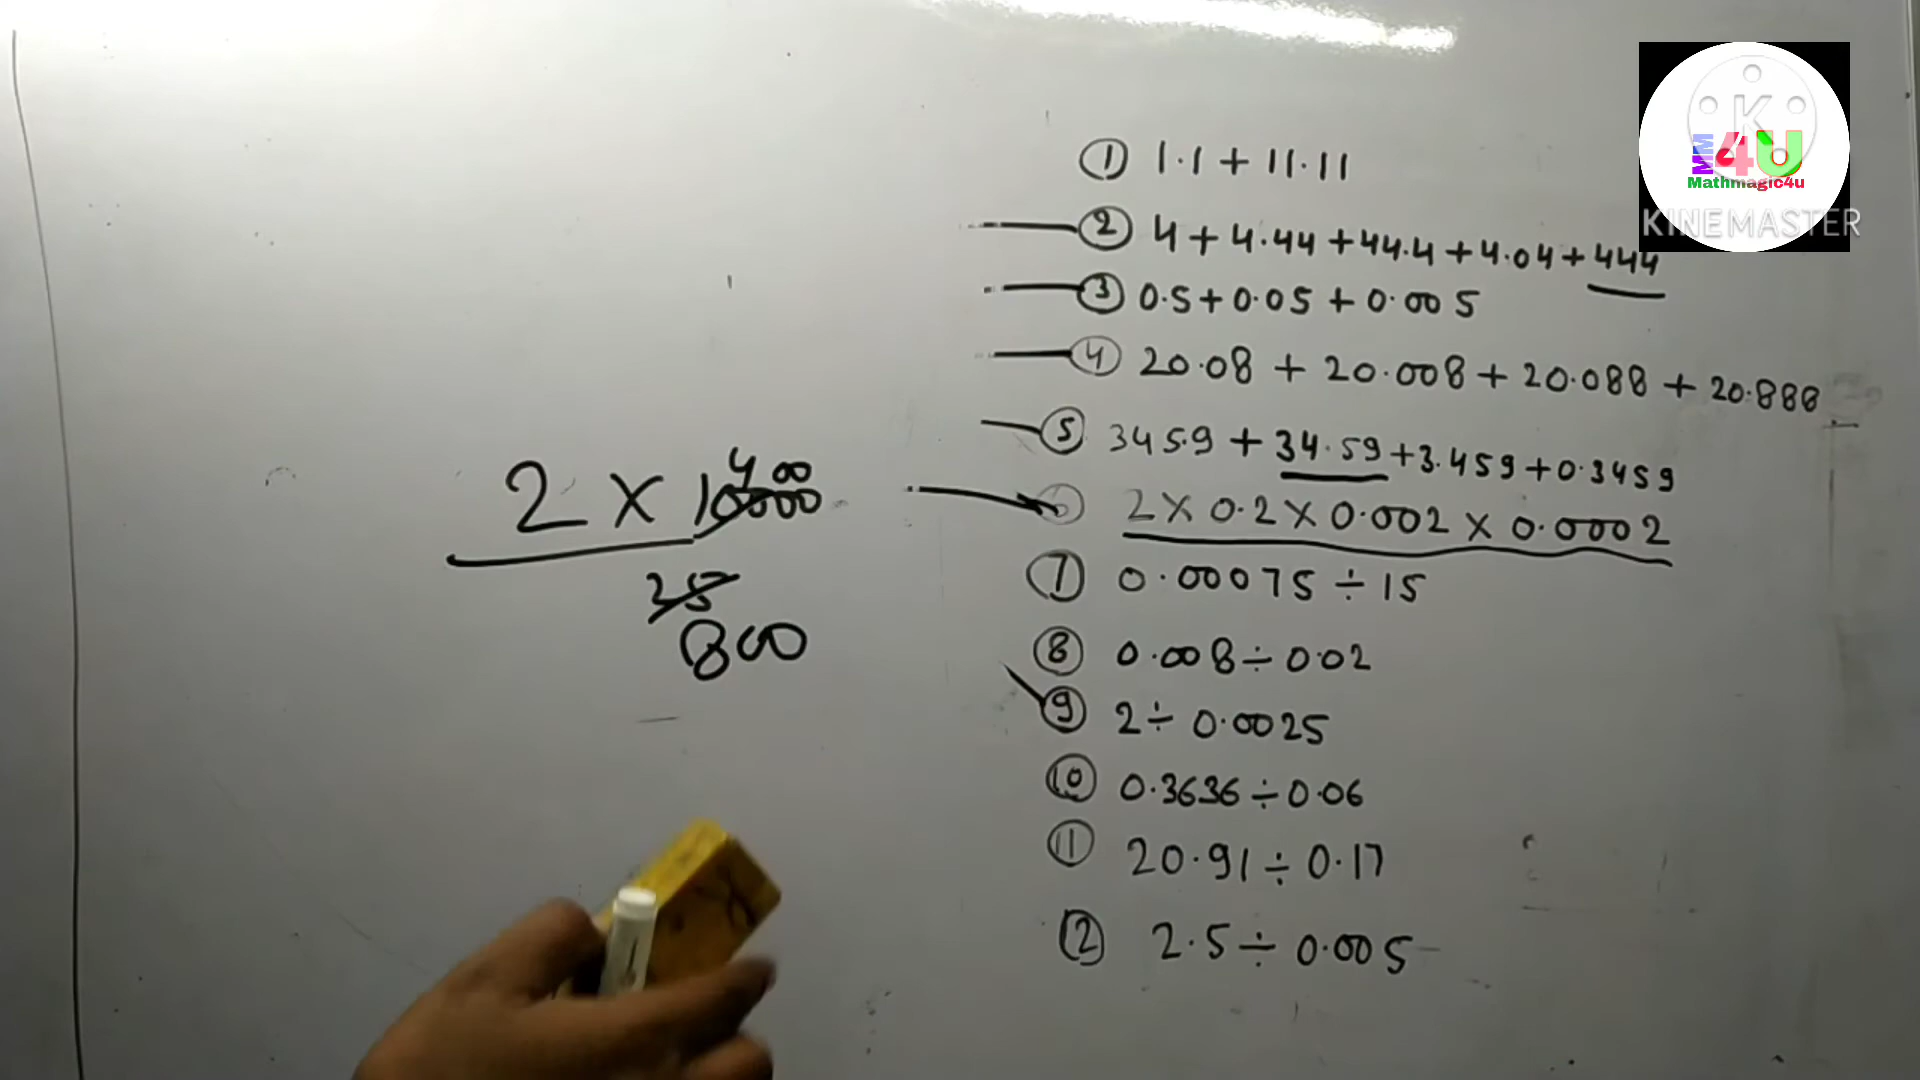 2 × 10000
400
25
800
① 1.1 + 11.11
② 4 + 4.44 + 44.4 + 4.04 + 444
③ 0.5 + 0.05 + 0.005
④ 20.08 + 20.008 + 20.088 + 20.888
⑤ 345.9 + 34.59 + 3.459 + 0.3459
⑥ 2 × 0.2 × 0.002 × 0.0002
⑦ 0.00075 ÷ 15
⑧ 0.008 ÷ 0.02
⑨ 2 ÷ 0.0025
⑩ 0.3636 ÷ 0.06
⑪ 20.91 ÷ 0.17
⑫ 2.5 ÷ 0.005
K
MM4U
Mathmagic4u
KINEMASTER